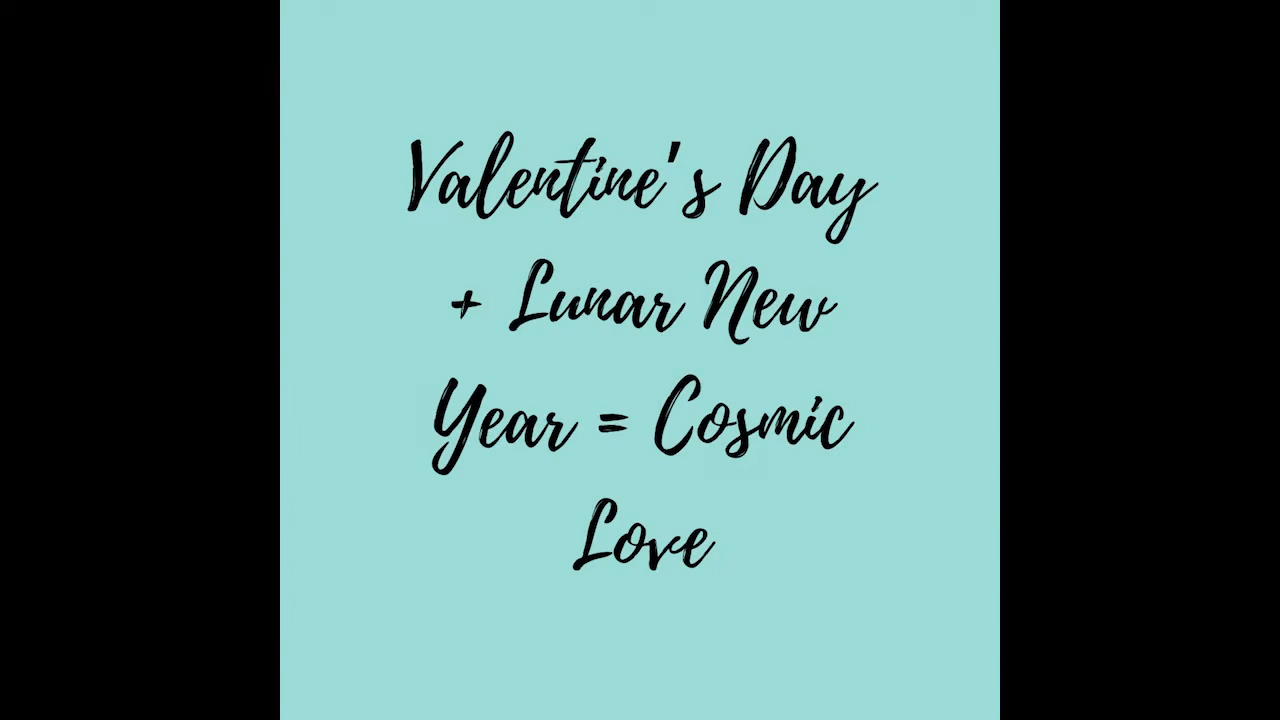 Valentine's Day
+ Lunar New
Year = Cosmic
Love